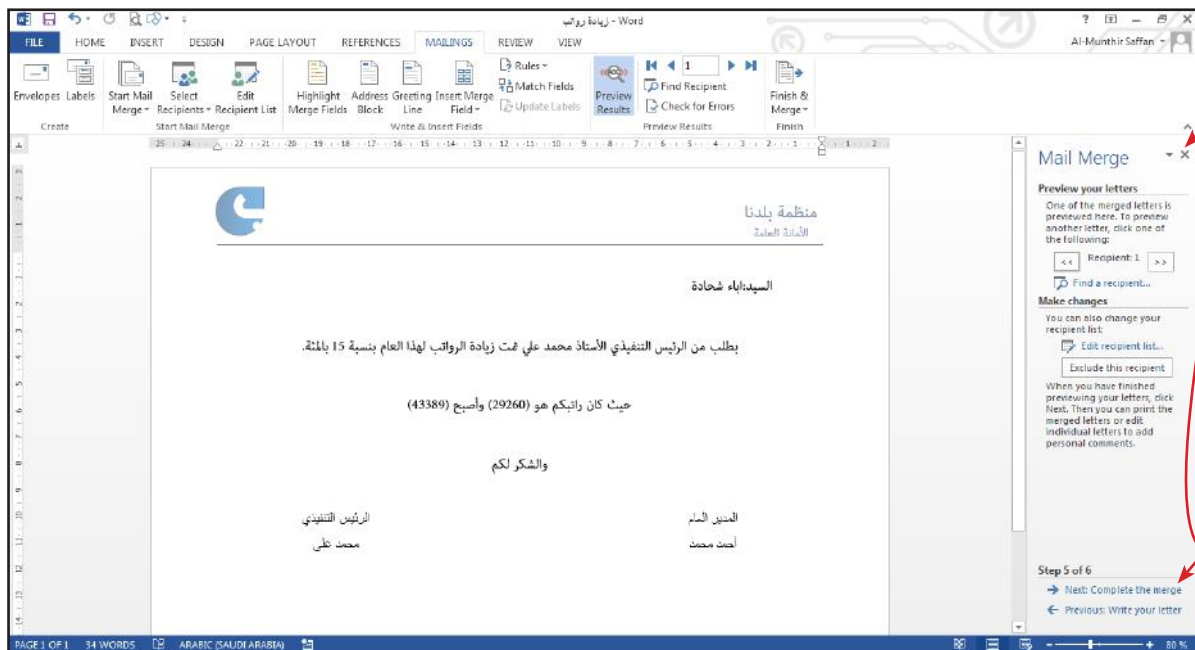 زيادة رواتب - Word
FILE HOME INSERT DESIGN PAGE LAYOUT REFERENCES MAILINGS REVIEW VIEW
Al-Munthir Saffan
Envelopes Labels
Create
Start Mail Merge
Select Recipients
Edit Recipient List
Start Mail Merge
Highlight Merge Fields
Address Block
Greeting Line
Insert Merge Field
Rules
Match Fields
Update Labels
Write & Insert Fields
Preview Results
1
Find Recipient
Check for Errors
Preview Results
Finish & Merge
Finish
منظمة بلدنا
الأمانة العامة
السيد:اباء شحادة
بطلب من الرئيس التنفيذي الأستاذ محمد علي تمت زيادة الرواتب لهذا العام بنسبة 15 بالمئة.
حيث كان راتبكم هو (29260) وأصبح (43389)
والشكر لكم
المدير العام الرئيس التنفيذي
أحمد محمد محمد علي
Mail Merge
Preview your letters
One of the merged letters is
previewed here. To preview
another letter, click one of
the following:
<< Recipient: 1 >>
Find a recipient...
Make changes
You can also change your
recipient list:
Edit recipient list...
Exclude this recipient
When you have finished
previewing your letters, click
Next. Then you can print the
merged letters or edit
individual letters to add
personal comments.
Step 5 of 6
Next: Complete the merge
Previous: Write your letter
PAGE 1 OF 1 34 WORDS ARABIC (SAUDI ARABIA) 80 %